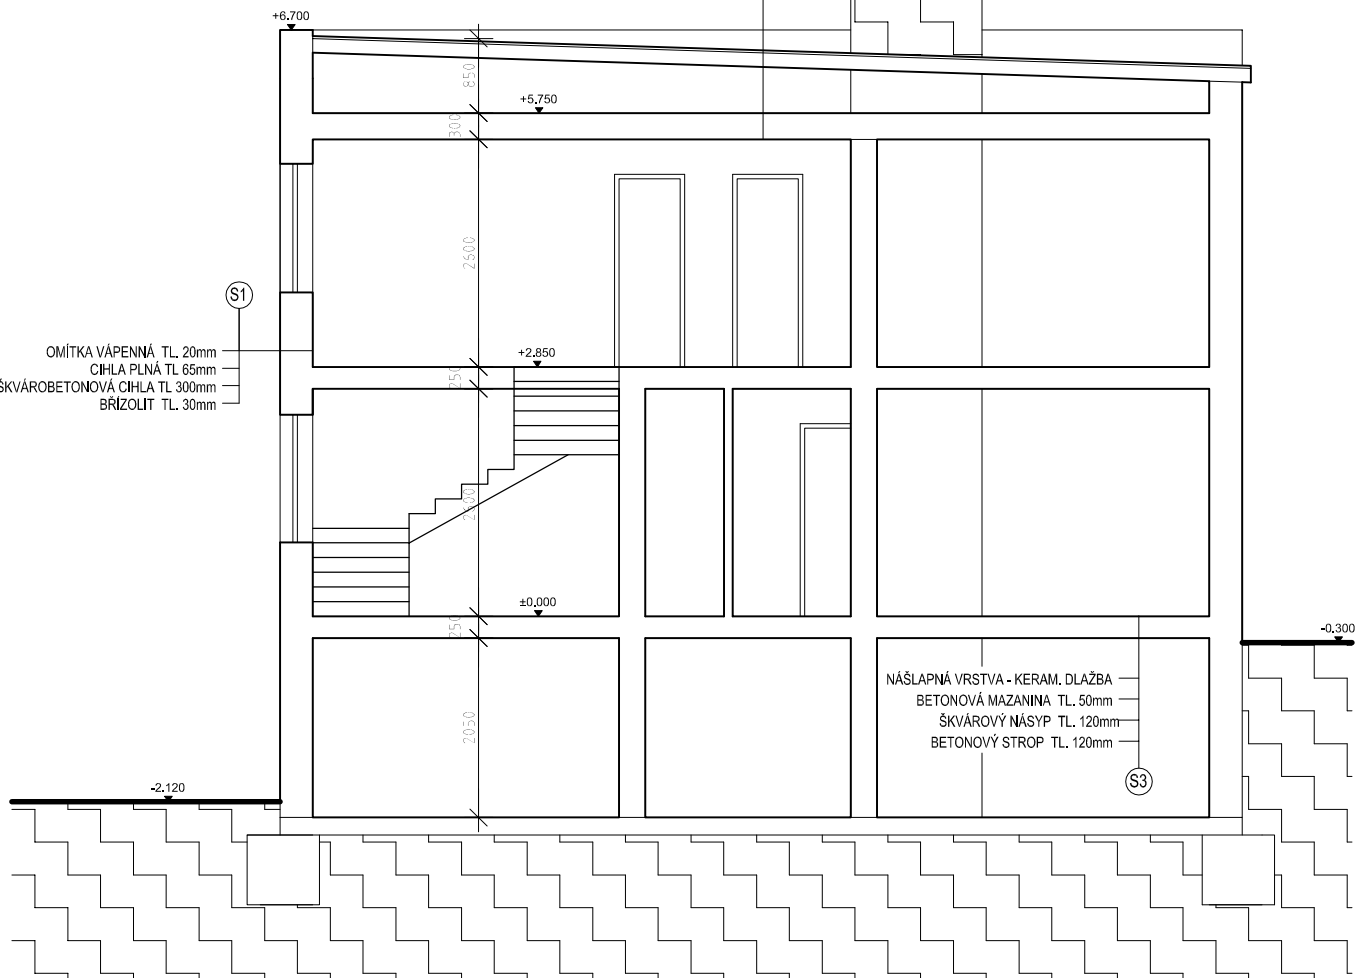 +6.700
850
+5.750
300
2600
S1
OMÍTKA VÁPENNÁ TL. 20mm
CIHLA PLNÁ TL 65mm
ŠKVÁROBETONOVÁ CIHLA TL 300mm
BŘÍZOLIT TL. 30mm
+2.850
250
2600
±0.000
250
-0.300
NÁŠLAPNÁ VRSTVA - KERAM. DLAŽBA
BETONOVÁ MAZANINA TL. 50mm
ŠKVÁROVÝ NÁSYP TL. 120mm
BETONOVÝ STROP TL. 120mm
2050
S3
-2.120